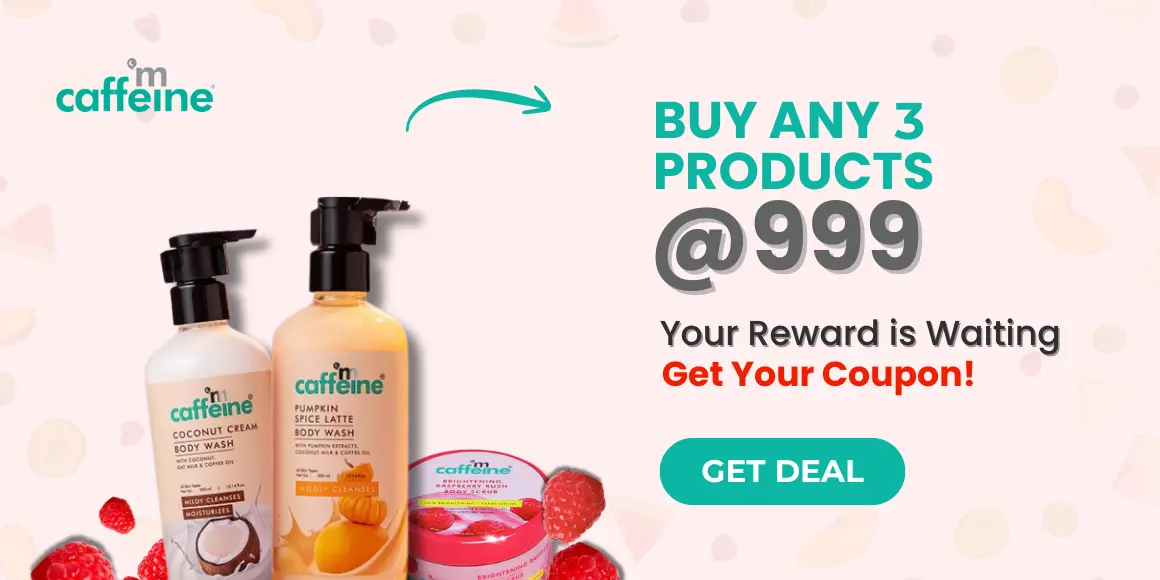 'm
caffeine
BUY ANY 3
PRODUCTS
@999
Your Reward is Waiting
Get Your Coupon!
GET DEAL
'm
caffeine
COCONUT CREAM
BODY WASH
WITH COCONUT,
OAT MILK & COFFEE OIL
MILDLY CLEANSES
MOISTURIZES
'm
caffeine
PUMPKIN
SPICE LATTE
BODY WASH
WITH PUMPKIN EXTRACTS,
COCONUT MILK & COFFEE OIL
MILDLY CLEANSES
'm
caffeine
BRIGHTENING
RASPBERRY RUSH
BODY SCRUB